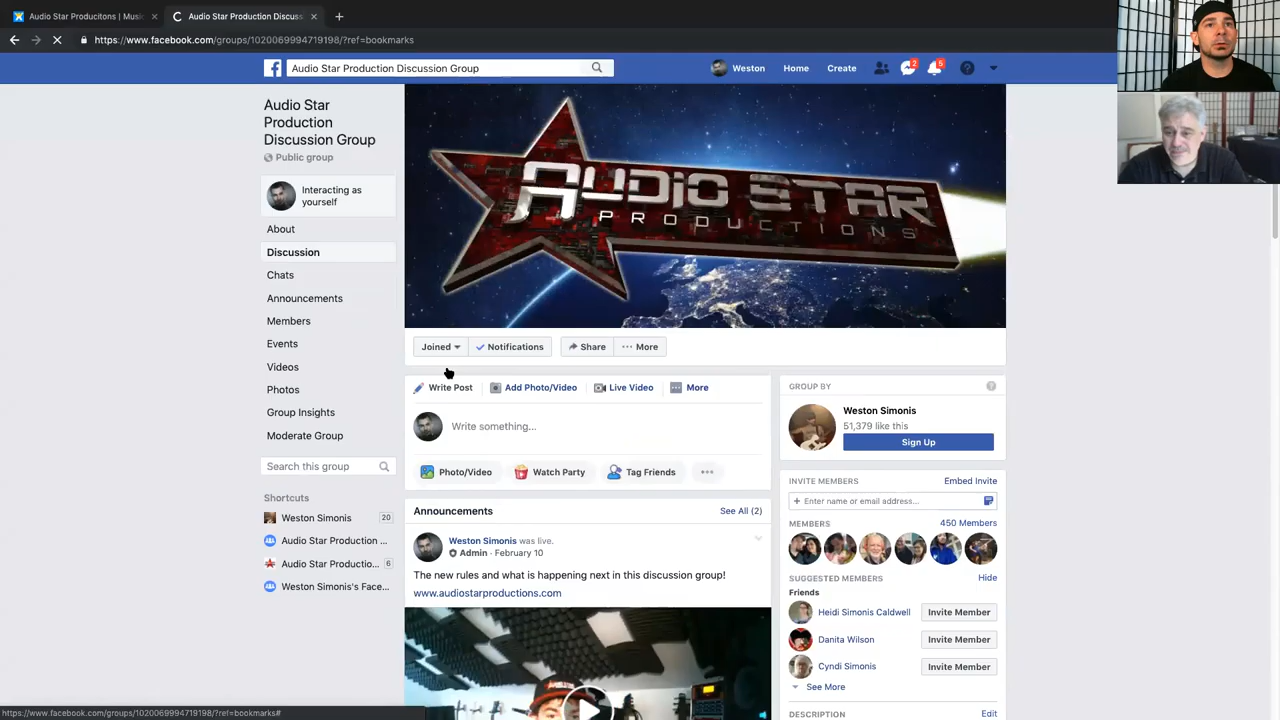 Audio Star Producitons | Music
Audio Star Production Discuss
https://www.facebook.com/groups/1020069994719198/?ref=bookmarks
Audio Star Production Discussion Group
Weston
Home
Create
2
5
Audio Star
Production
Discussion Group
Public group
Interacting as
yourself
About
Discussion
Chats
Announcements
Members
Events
Videos
Photos
Group Insights
Moderate Group
Search this group
Shortcuts
Weston Simonis 20
Audio Star Production ...
Audio Star Productio... 6
Weston Simonis's Face...
AUDIO STAR
PRODUCTIONS
Joined
Notifications
Share
More
Write Post
Add Photo/Video
Live Video
More
Write something...
Photo/Video
Watch Party
Tag Friends
Announcements
See All (2)
Weston Simonis was live.
Admin · February 10
The new rules and what is happening next in this discussion group!
www.audiostarproductions.com
GROUP BY
Weston Simonis
51,379 like this
Sign Up
INVITE MEMBERS
Embed Invite
+ Enter name or email address...
MEMBERS
450 Members
SUGGESTED MEMBERS
Hide
Friends
Heidi Simonis Caldwell
Invite Member
Danita Wilson
Invite Member
Cyndi Simonis
Invite Member
See More
DESCRIPTION
Edit
https://www.facebook.com/groups/1020069994719198/?ref=bookmarks#